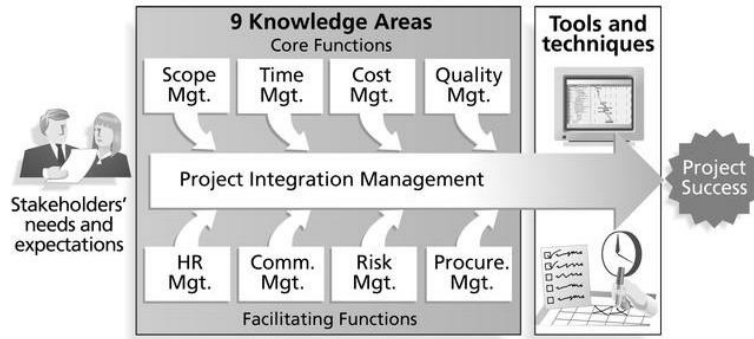 9 Knowledge Areas
Core Functions
Scope
Mgt.
Time
Mgt.
Cost
Mgt.
Quality
Mgt.
Tools and
techniques
Stakeholders'
needs and
expectations
Project Integration Management
Project
Success
HR
Mgt.
Comm.
Mgt.
Risk
Mgt.
Procure.
Mgt.
Facilitating Functions